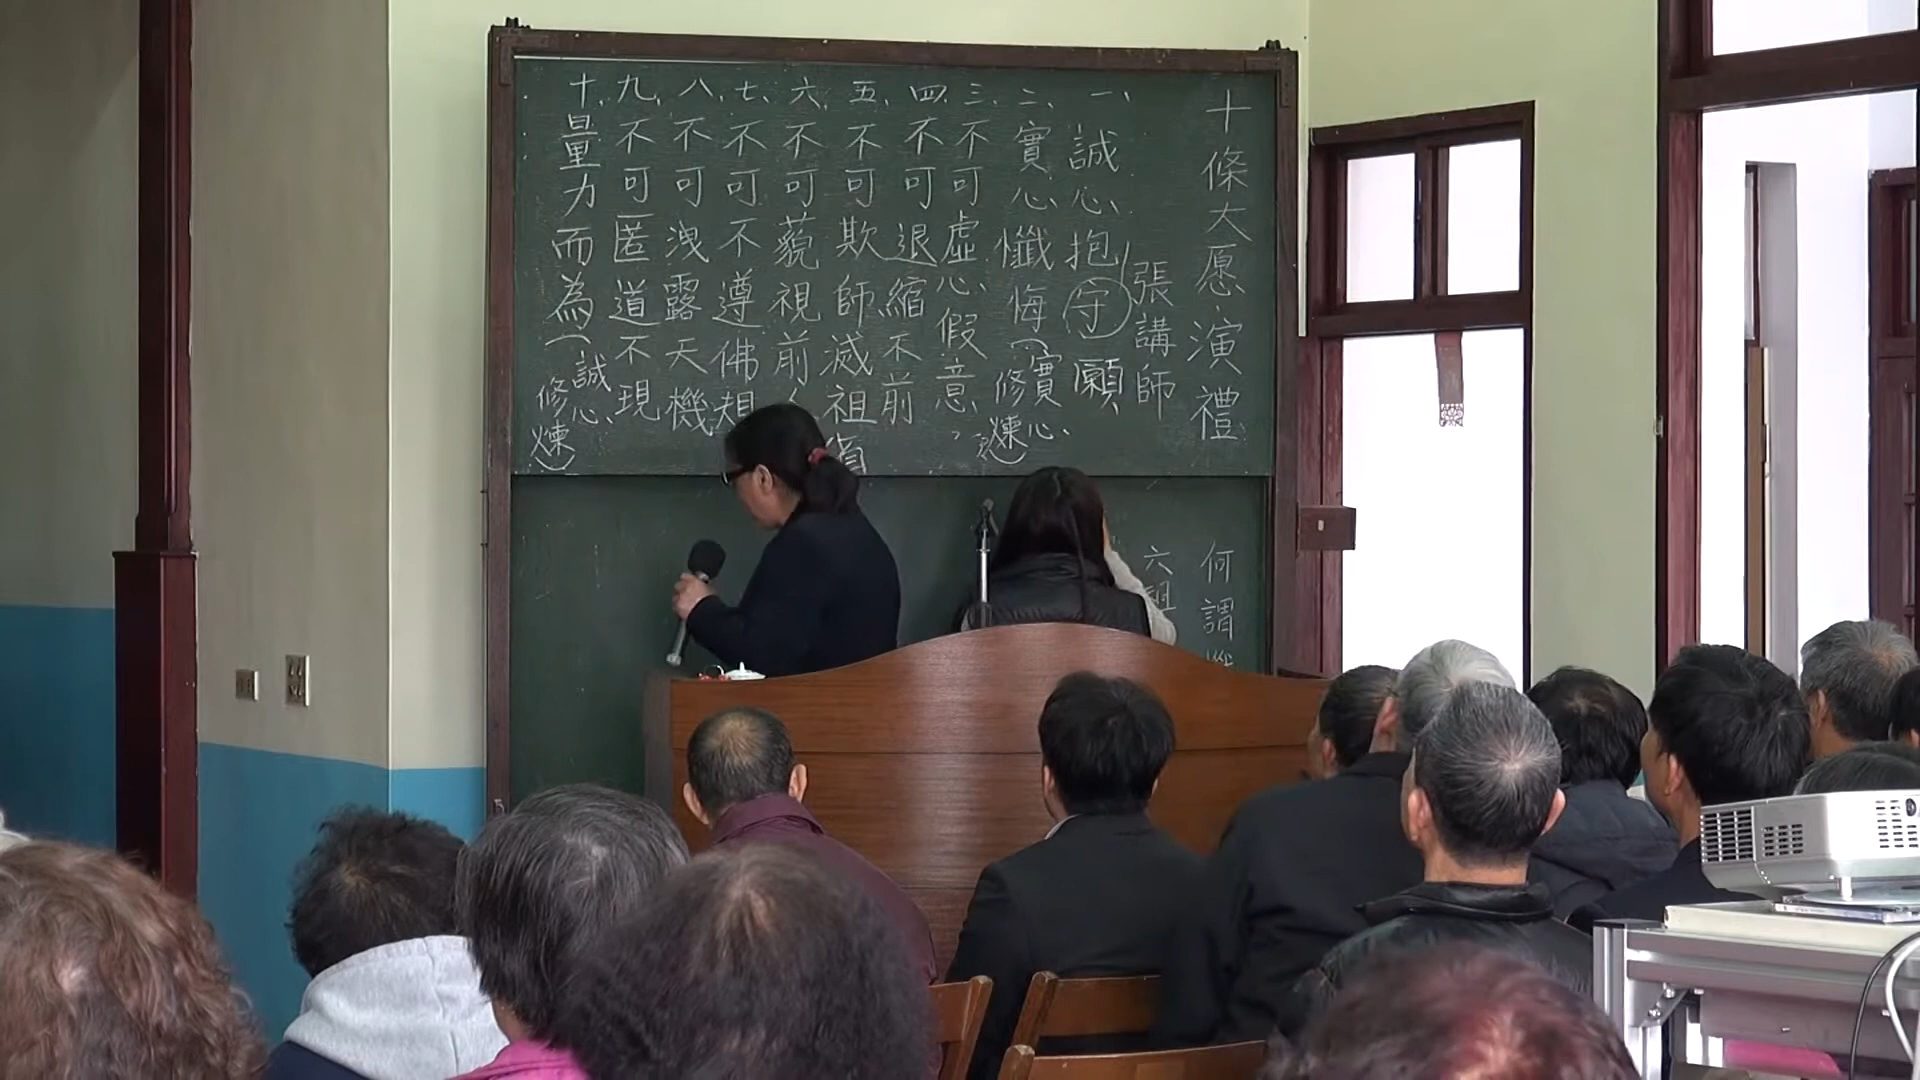 十條大愿演禮
張講師
一、誠心抱守願
二、實心懺悔(實心修煉)
三、不可虛心假意,
四、不可退縮不前
五、不可欺師滅祖
六、不可藐視前人
七、不可不遵佛規
八、不可洩露天機
九、不可匿道不現
十、量力而為(誠心修煉)
何謂
六祖